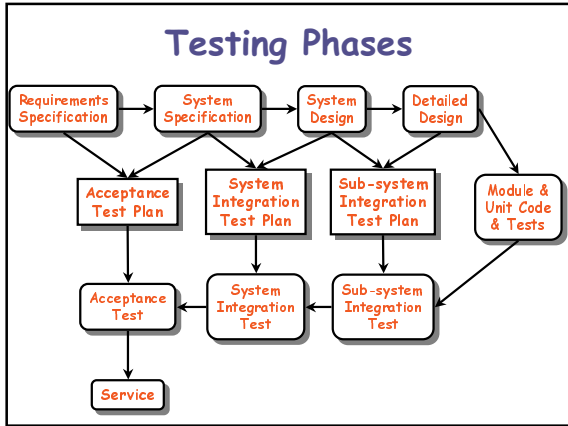 Testing Phases
Requirements
Specification
System
Specification
System
Design
Detailed
Design
Acceptance
Test Plan
System
Integration
Test Plan
Sub-system
Integration
Test Plan
Module &
Unit Code
& Tests
Acceptance
Test
System
Integration
Test
Sub-system
Integration
Test
Service